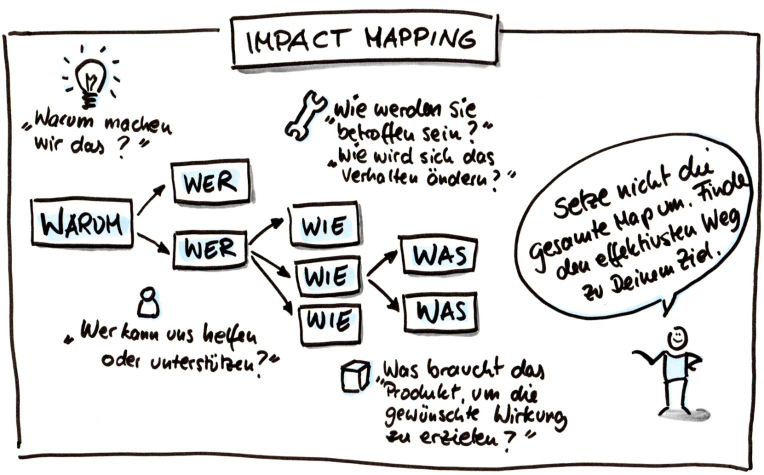 IMPACT MAPPING
„Warum machen
wir das?"
„Wie werden sie
betroffen sein?"
„Wie wird sich das
Verhalten ändern?"
WARUM
WER
WER
WIE
WIE
WIE
WAS
WAS
„Wer kann uns helfen
oder unterstützen?"
„Was braucht das
Produkt, um die
gewünschte Wirkung
zu erzielen?"
Setze nicht die
gesamte Map um. Finde
den effektivsten Weg
zu Deinem Ziel.